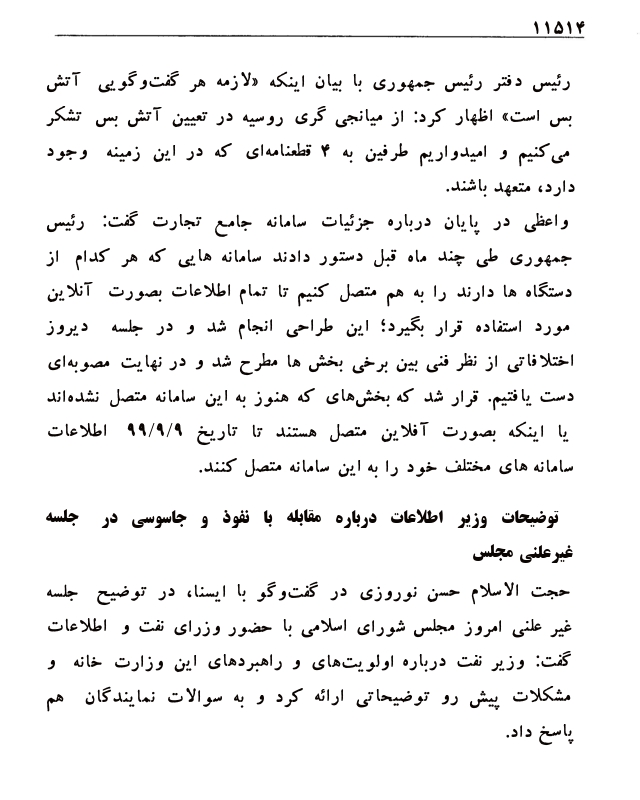 ۱۱۵۱۴
رئیس دفتر رئیس جمهوری با بیان اینکه «لازمه هر گفت‌وگویی آتش
بس است» اظهار کرد: از میانجی گری روسیه در تعیین آتش بس تشکر
می‌کنیم و امیدواریم طرفین به ۴ قطعنامه‌ای که در این زمینه وجود
دارد، متعهد باشند.
واعظی در پایان درباره جزئیات سامانه جامع تجارت گفت: رئیس
جمهوری طی چند ماه قبل دستور دادند سامانه هایی که هر کدام از
دستگاه ها دارند را به هم متصل کنیم تا تمام اطلاعات بصورت آنلاین
مورد استفاده قرار بگیرد؛ این طراحی انجام شد و در جلسه دیروز
اختلافاتی از نظر فنی بین برخی بخش ها مطرح شد و در نهایت مصوبه‌ای
دست یافتیم. قرار شد که بخش‌های که هنوز به این سامانه متصل نشده‌اند
یا اینکه بصورت آفلاین متصل هستند تا تاریخ ۹۹/۹/۹ اطلاعات
سامانه های مختلف خود را به این سامانه متصل کنند.
توضیحات وزیر اطلاعات درباره مقابله با نفوذ و جاسوسی در جلسه
غیرعلنی مجلس
حجت الاسلام حسن نوروزی در گفت‌وگو با ایسنا، در توضیح جلسه
غیر علنی امروز مجلس شورای اسلامی با حضور وزرای نفت و اطلاعات
گفت: وزیر نفت درباره اولویت‌های و راهبردهای این وزارت خانه و
مشکلات پیش رو توضیحاتی ارائه کرد و به سوالات نمایندگان هم
پاسخ داد.